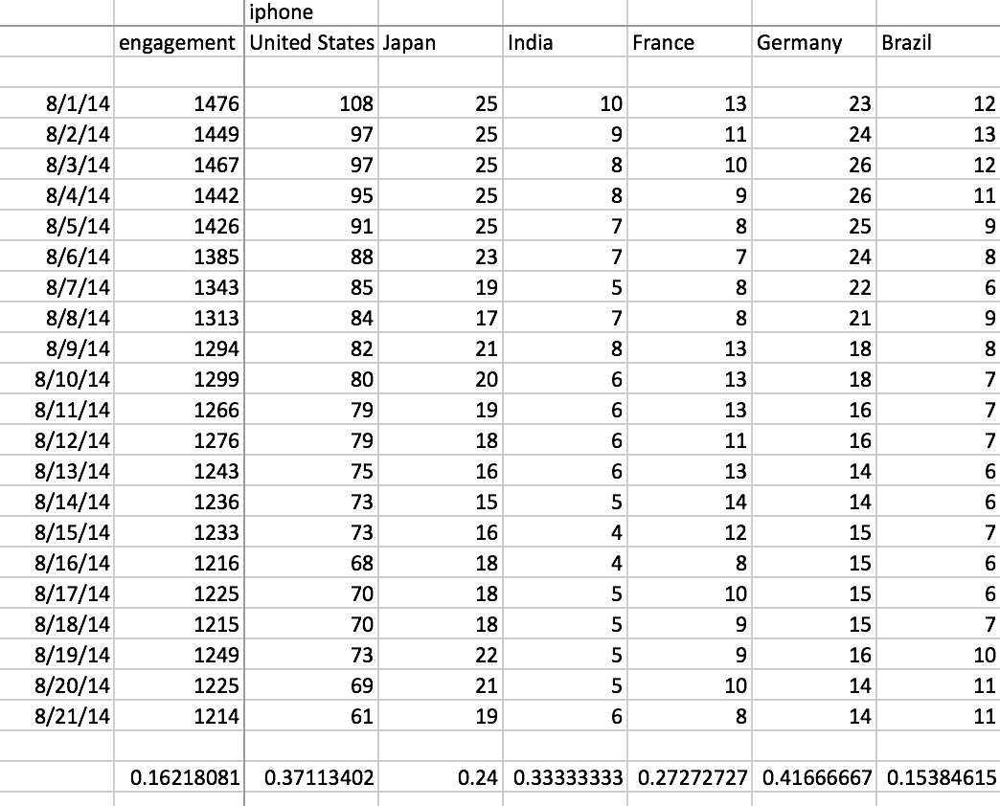 iphone
engagement United States Japan India France Germany Brazil
8/1/14 1476 108 25 10 13 23 12
8/2/14 1449 97 25 9 11 24 13
8/3/14 1467 97 25 8 10 26 12
8/4/14 1442 95 25 8 9 26 11
8/5/14 1426 91 25 7 8 25 9
8/6/14 1385 88 23 7 7 24 8
8/7/14 1343 85 19 5 8 22 6
8/8/14 1313 84 17 7 8 21 9
8/9/14 1294 82 21 8 13 18 8
8/10/14 1299 80 20 6 13 18 7
8/11/14 1266 79 19 6 13 16 7
8/12/14 1276 79 18 6 11 16 7
8/13/14 1243 75 16 6 13 14 6
8/14/14 1236 73 15 5 14 14 6
8/15/14 1233 73 16 4 12 15 7
8/16/14 1216 68 18 4 8 15 6
8/17/14 1225 70 18 5 10 15 6
8/18/14 1215 70 18 5 9 15 7
8/19/14 1249 73 22 5 9 16 10
8/20/14 1225 69 21 5 10 14 11
8/21/14 1214 61 19 6 8 14 11
0.16218081 0.37113402 0.24 0.33333333 0.27272727 0.41666667 0.15384615